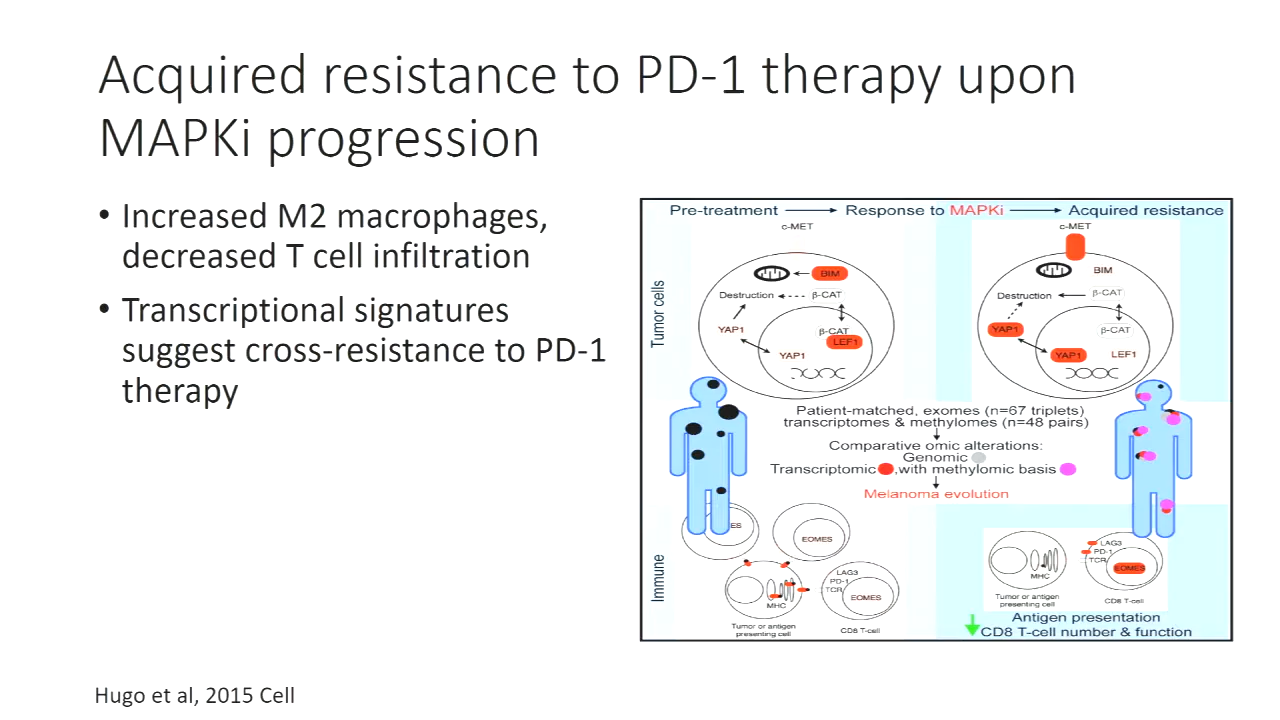 Acquired resistance to PD-1 therapy upon
MAPKi progression
• Increased M2 macrophages,
decreased T cell infiltration
• Transcriptional signatures
suggest cross-resistance to PD-1
therapy
Pre-treatment → Response to MAPKi → Acquired resistance
Tumor cells
c-MET
BIM
Destruction
β-CAT
YAP1
β-CAT
LEF1
YAP1
c-MET
BIM
Destruction
β-CAT
YAP1
β-CAT
YAP1
LEF1
Patient-matched, exomes (n=67 triplets)
transcriptomes & methylomes (n=48 pairs)
Comparative omic alterations:
Genomic
Transcriptomic ,with methylomic basis
Melanoma evolution
Immune
ES
EOMES
MHC
Tumor or antigen
presenting cell
LAG3
PD-1
TCR
EOMES
CD8 T-cell
MHC
Tumor or antigen
presenting cell
LAG3
PD-1
TCR
EOMES
CD8 T-cell
Antigen presentation
CD8 T-cell number & function
Hugo et al, 2015 Cell